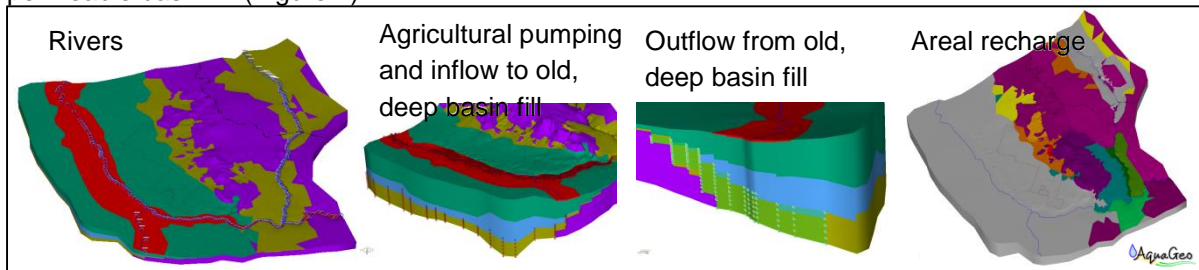 Rivers
Agricultural pumping
and inflow to old,
deep basin fill
Outflow from old,
deep basin fill
Areal recharge
AquaGeo